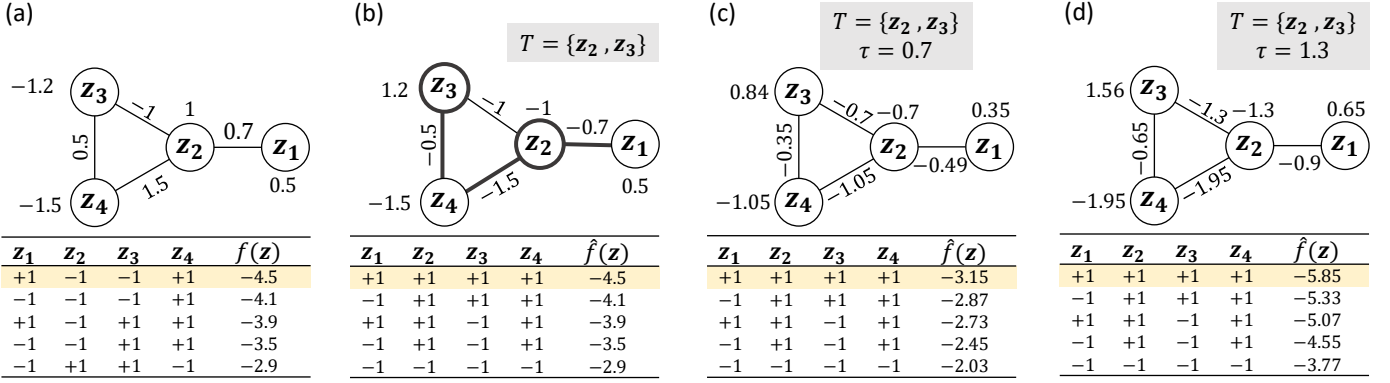 (a)
−1.2
z3
−1
1
0.5
z2
0.7
z1
1.5
0.5
−1.5
z4
z1 z2 z3 z4 f(z)
+1 −1 −1 +1 −4.5
−1 −1 −1 +1 −4.1
+1 −1 +1 +1 −3.9
−1 −1 +1 +1 −3.5
−1 +1 +1 −1 −2.9
(b)
T = {z2 , z3}
1.2
z3
−1
−1
−0.5
z2
−0.7
z1
−1.5
0.5
−1.5
z4
z1 z2 z3 z4 f̂(z)
+1 +1 +1 +1 −4.5
−1 +1 +1 +1 −4.1
+1 +1 −1 +1 −3.9
−1 +1 −1 +1 −3.5
−1 −1 −1 −1 −2.9
(c)
T = {z2 , z3}
τ = 0.7
0.84
z3
−0.7
−0.7
0.35
−0.35
z2
−0.49
z1
−1.05
−1.05
z4
z1 z2 z3 z4 f̂(z)
+1 +1 +1 +1 −3.15
−1 +1 +1 +1 −2.87
+1 +1 −1 +1 −2.73
−1 +1 −1 +1 −2.45
−1 −1 −1 −1 −2.03
(d)
T = {z2 , z3}
τ = 1.3
1.56
z3
−1.3
−1.3
0.65
−0.65
z2
−0.9
z1
−1.95
−1.95
z4
z1 z2 z3 z4 f̂(z)
+1 +1 +1 +1 −5.85
−1 +1 +1 +1 −5.33
+1 +1 −1 +1 −5.07
−1 +1 −1 +1 −4.55
−1 −1 −1 −1 −3.77